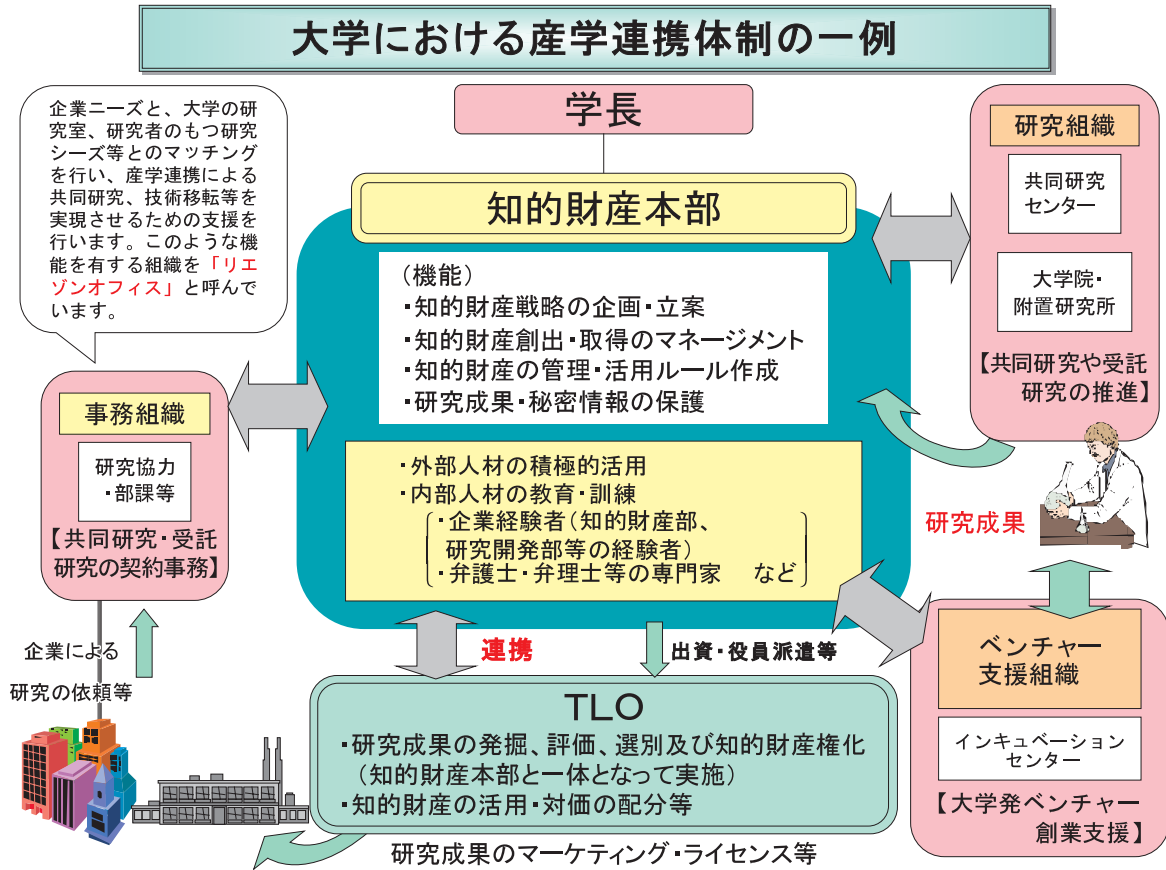 大学における産学連携体制の一例
企業ニーズと、大学の研
究室、研究者のもつ研究
シーズ等とのマッチング
を行い、産学連携による
共同研究、技術移転等を
実現させるための支援を
行います。このような機
能を有する組織を「リエ
ゾンオフィス」と呼んで
います。
学長
知的財産本部
（機能）
・知的財産戦略の企画・立案
・知的財産創出・取得のマネージメント
・知的財産の管理・活用ルール作成
・研究成果・秘密情報の保護
・外部人材の積極的活用
・内部人材の教育・訓練
・企業経験者（知的財産部、
研究開発部等の経験者）
・弁護士・弁理士等の専門家　など
研究組織
共同研究
センター
大学院・
附置研究所
【共同研究や受託
研究の推進】
研究成果
事務組織
研究協力
・部課等
【共同研究・受託
研究の契約事務】
企業による
研究の依頼等
連携
出資・役員派遣等
TLO
・研究成果の発掘、評価、選別及び知的財産権化
（知的財産本部と一体となって実施）
・知的財産の活用・対価の配分等
研究成果のマーケティング・ライセンス等
ベンチャー
支援組織
インキュベーション
センター
【大学発ベンチャー
創業支援】